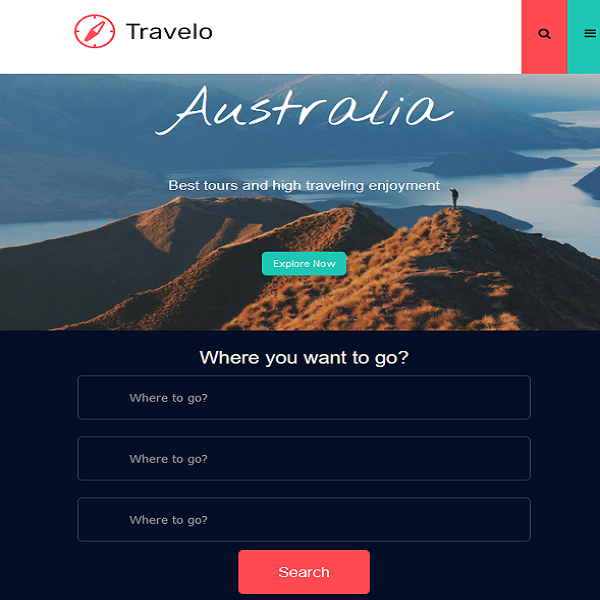 Travelo
Australia
Best tours and high traveling enjoyment
Explore Now
Where you want to go?
Where to go?
Where to go?
Where to go?
Search